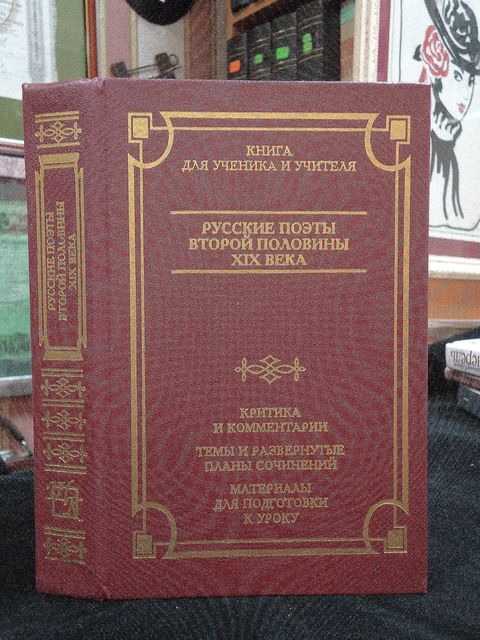 КНИГА
ДЛЯ УЧЕНИКА И УЧИТЕЛЯ
РУССКИЕ ПОЭТЫ
ВТОРОЙ ПОЛОВИНЫ
XIX ВЕКА
КРИТИКА
И КОММЕНТАРИИ
ТЕМЫ И РАЗВЕРНУТЫЕ
ПЛАНЫ СОЧИНЕНИЙ
МАТЕРИАЛЫ
ДЛЯ ПОДГОТОВКИ
К УРОКУ
РУССКИЕ ПОЭТЫ
ВТОРОЙ ПОЛОВИНЫ
XIX ВЕКА